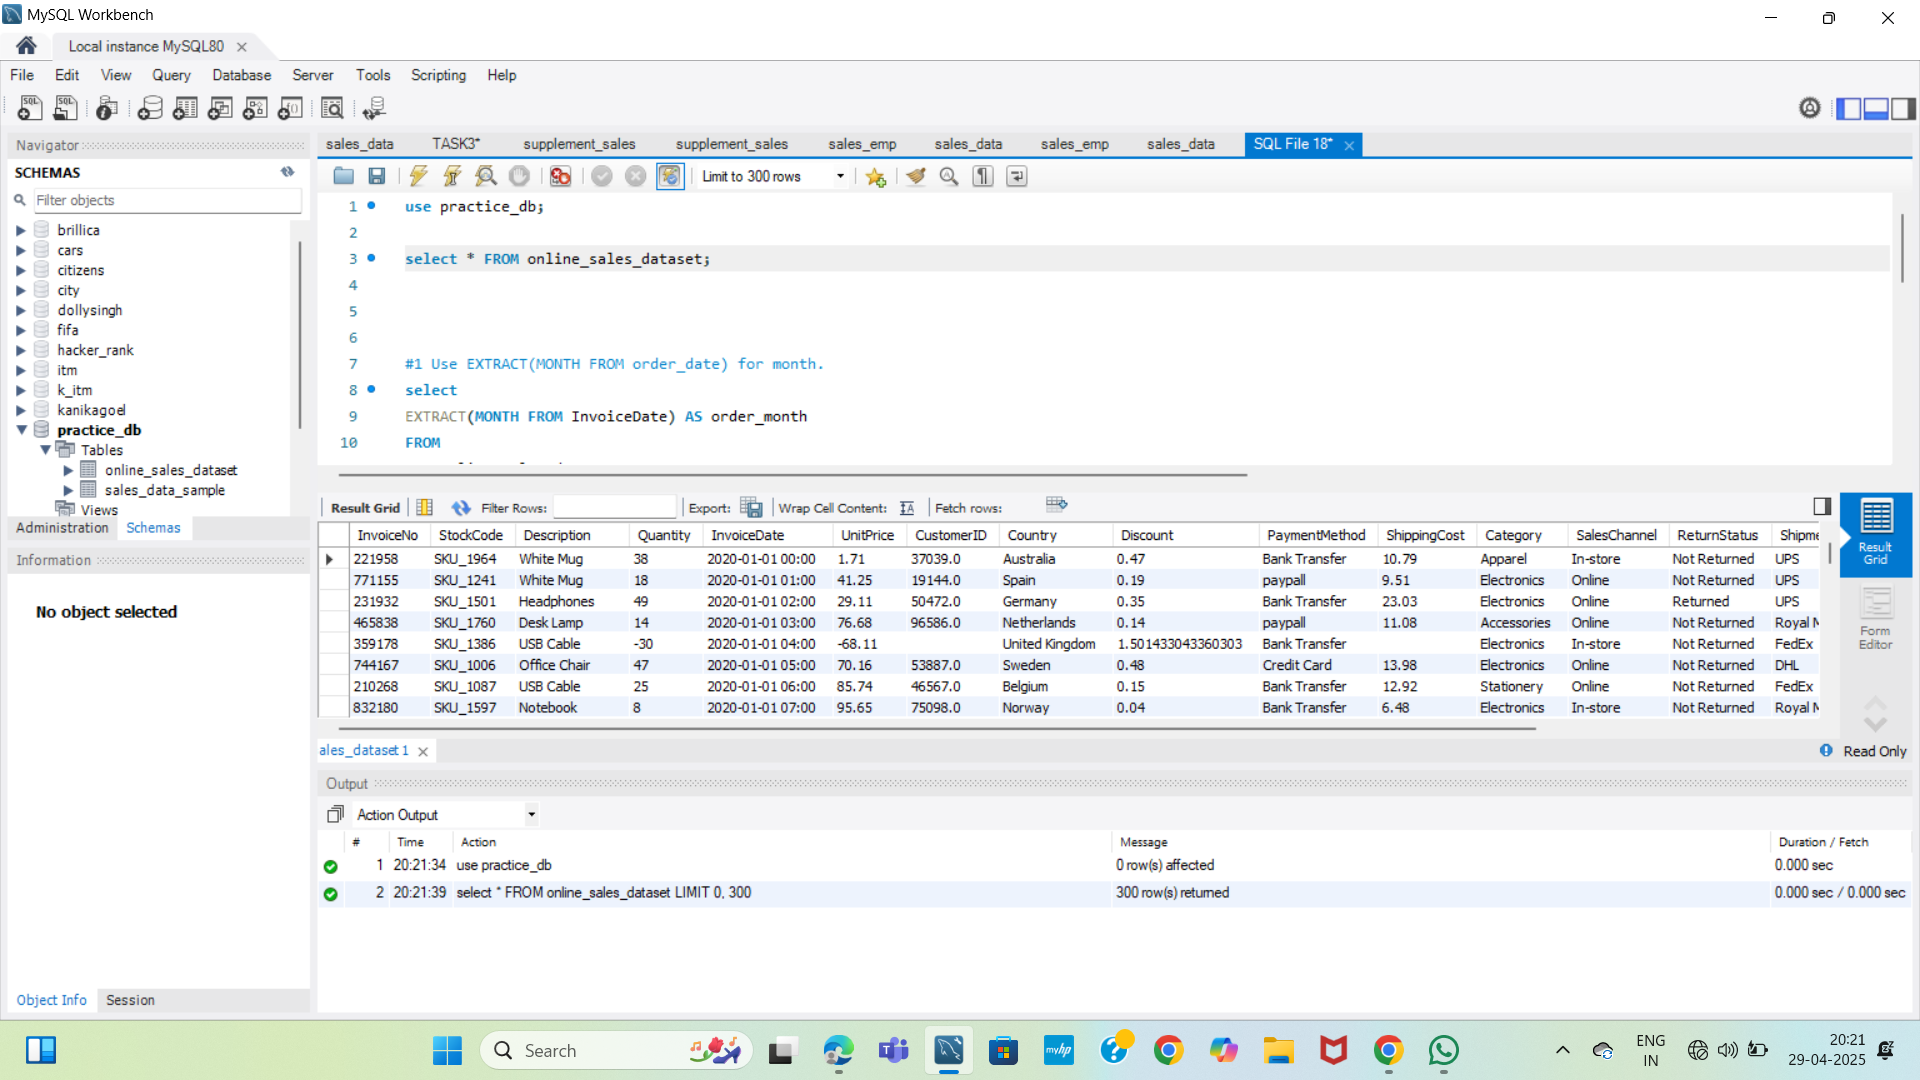 MySQL Workbench
Local instance MySQL80
File Edit View Query Database Server Tools Scripting Help
Navigator
SCHEMAS
Filter objects
brillica
cars
citizens
city
dollysingh
fifa
hacker_rank
itm
k_itm
kanikagoel
practice_db
Tables
online_sales_dataset
sales_data_sample
Views
Administration Schemas
Information
No object selected
Object Info Session
sales_data TASK3* supplement_sales supplement_sales sales_emp sales_data sales_emp sales_data SQL File 18*
Limit to 300 rows
1 use practice_db;
2
3 select * FROM online_sales_dataset;
4
5
6
7 #1 Use EXTRACT(MONTH FROM order_date) for month.
8 select
9 EXTRACT(MONTH FROM InvoiceDate) AS order_month
10 FROM
Result Grid Filter Rows: Export: Wrap Cell Content: Fetch rows:
InvoiceNo StockCode Description Quantity InvoiceDate UnitPrice CustomerID Country Discount PaymentMethod ShippingCost Category SalesChannel ReturnStatus Shipme
221958 SKU_1964 White Mug 38 2020-01-01 00:00 1.71 37039.0 Australia 0.47 Bank Transfer 10.79 Apparel In-store Not Returned UPS
771155 SKU_1241 White Mug 18 2020-01-01 01:00 41.25 19144.0 Spain 0.19 paypall 9.51 Electronics Online Not Returned UPS
231932 SKU_1501 Headphones 49 2020-01-01 02:00 29.11 50472.0 Germany 0.35 Bank Transfer 23.03 Electronics Online Returned UPS
465838 SKU_1760 Desk Lamp 14 2020-01-01 03:00 76.68 96586.0 Netherlands 0.14 paypall 11.08 Accessories Online Not Returned Royal M
359178 SKU_1386 USB Cable -30 2020-01-01 04:00 -68.11 United Kingdom 1.501433043360303 Bank Transfer Electronics In-store Not Returned FedEx
744167 SKU_1006 Office Chair 47 2020-01-01 05:00 70.16 53887.0 Sweden 0.48 Credit Card 13.98 Electronics Online Not Returned DHL
210268 SKU_1087 USB Cable 25 2020-01-01 06:00 85.74 46567.0 Belgium 0.15 Bank Transfer 12.92 Stationery Online Not Returned FedEx
832180 SKU_1597 Notebook 8 2020-01-01 07:00 95.65 75098.0 Norway 0.04 Bank Transfer 6.48 Electronics In-store Not Returned Royal M
Result
Grid
Form
Editor
ales_dataset 1
Read Only
Output
Action Output
# Time Action Message Duration / Fetch
1 20:21:34 use practice_db 0 row(s) affected 0.000 sec
2 20:21:39 select * FROM online_sales_dataset LIMIT 0, 300 300 row(s) returned 0.000 sec / 0.000 sec
Search
myhp
ENG
IN
20:21
29-04-2025